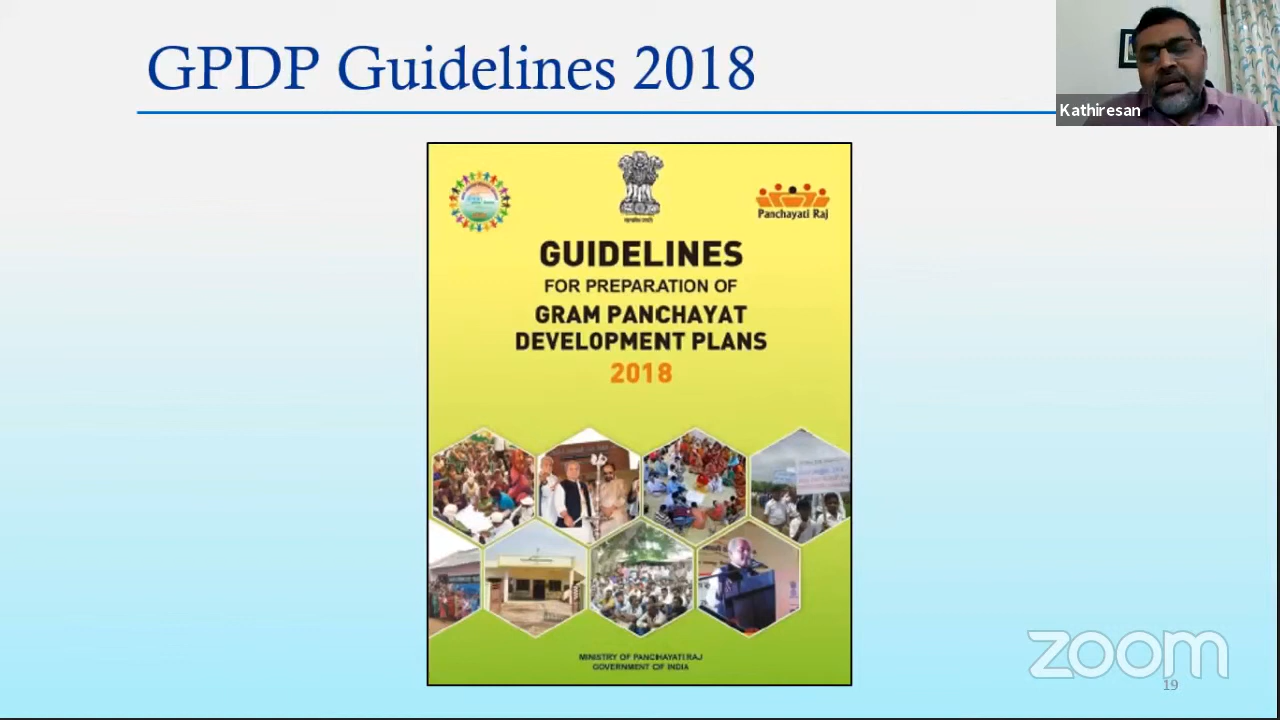 GPDP Guidelines 2018
Kathiresan
Panchayati Raj
GUIDELINES
FOR PREPARATION OF
GRAM PANCHAYAT
DEVELOPMENT PLANS
2018
MINISTRY OF PANCHAYATI RAJ
GOVERNMENT OF INDIA
zoom
19